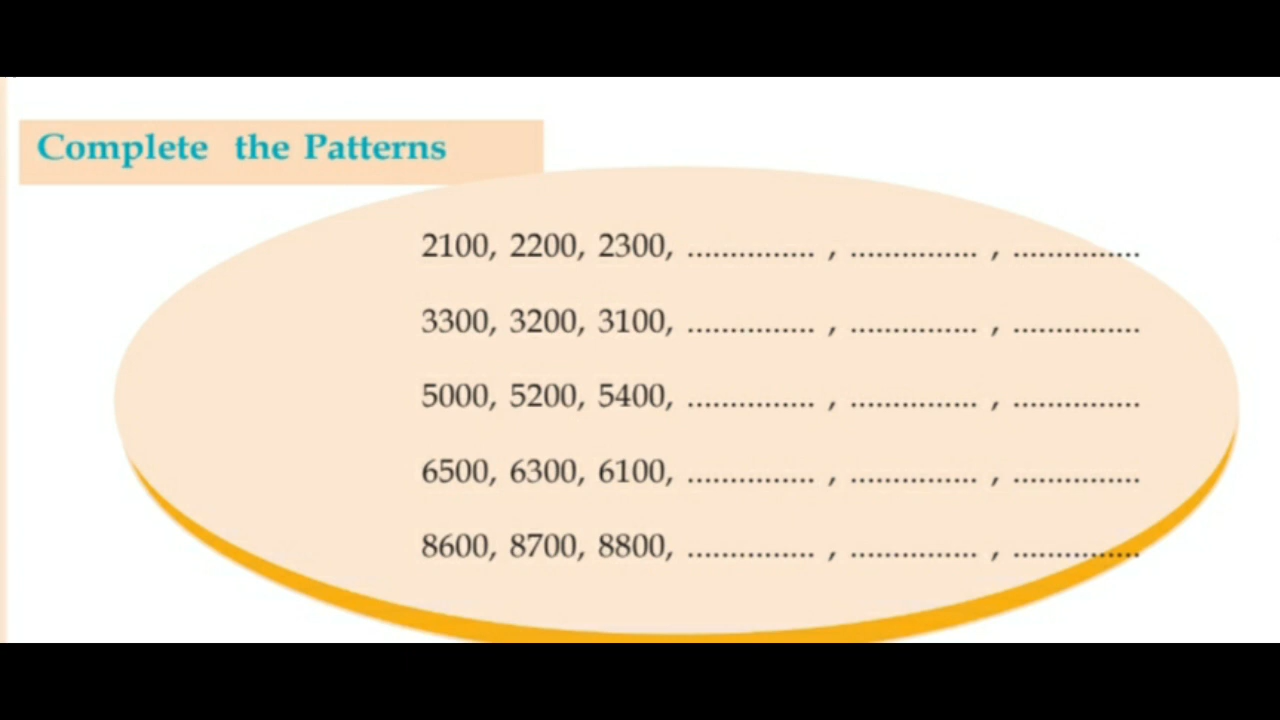 Complete the Patterns
2100, 2200, 2300, ............... , ............... , ...............
3300, 3200, 3100, ............... , ............... , ...............
5000, 5200, 5400, ............... , ............... , ...............
6500, 6300, 6100, ............... , ............... , ...............
8600, 8700, 8800, ............... , ............... , ...............